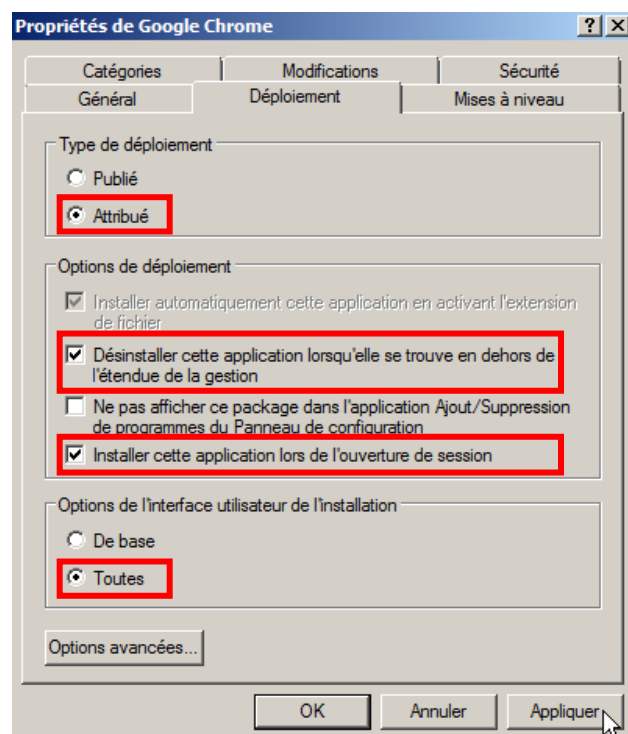 Propriétés de Google Chrome
Catégories Modifications Sécurité
Général Déploiement Mises à niveau
Type de déploiement
Publié
Attribué
Options de déploiement
Installer automatiquement cette application en activant l'extension
de fichier
Désinstaller cette application lorsqu'elle se trouve en dehors de
l'étendue de la gestion
Ne pas afficher ce package dans l'application Ajout/Suppression
de programmes du Panneau de configuration
Installer cette application lors de l'ouverture de session
Options de l'interface utilisateur de l'installation
De base
Toutes
Options avancées...
OK Annuler Appliquer